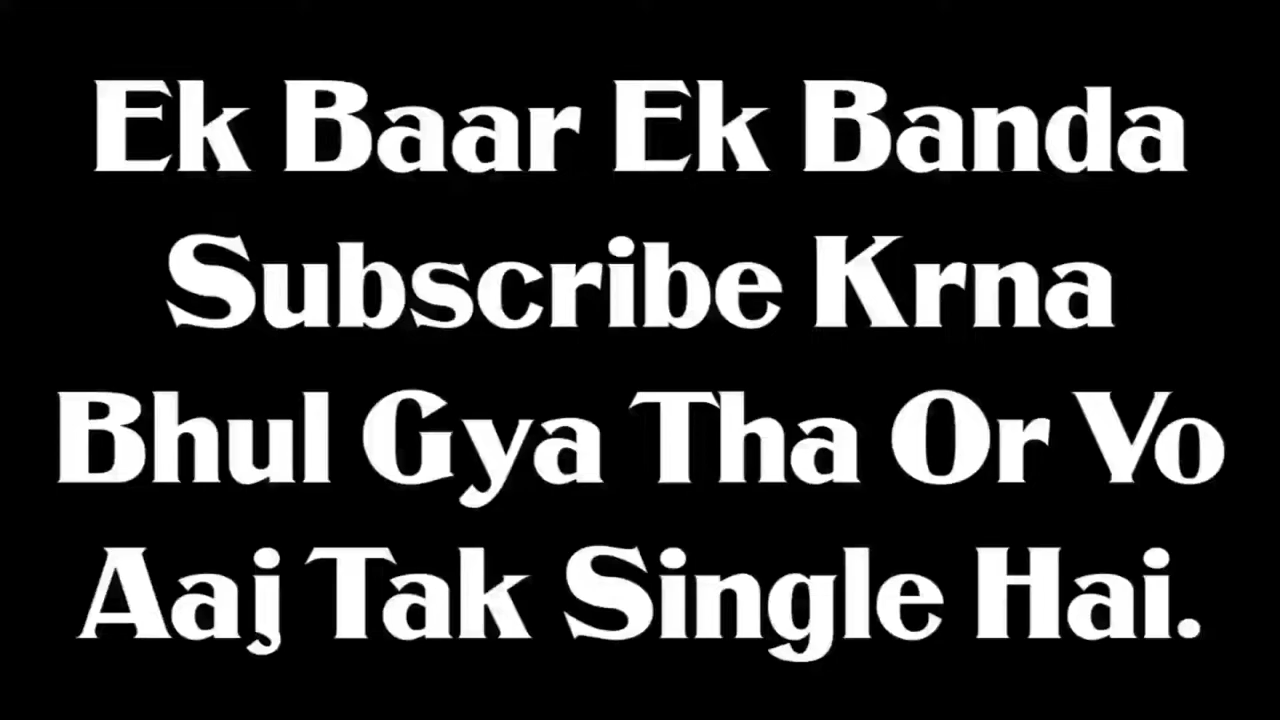 Ek Baar Ek Banda
Subscribe Krna
Bhul Gya Tha Or Vo
Aaj Tak Single Hai.